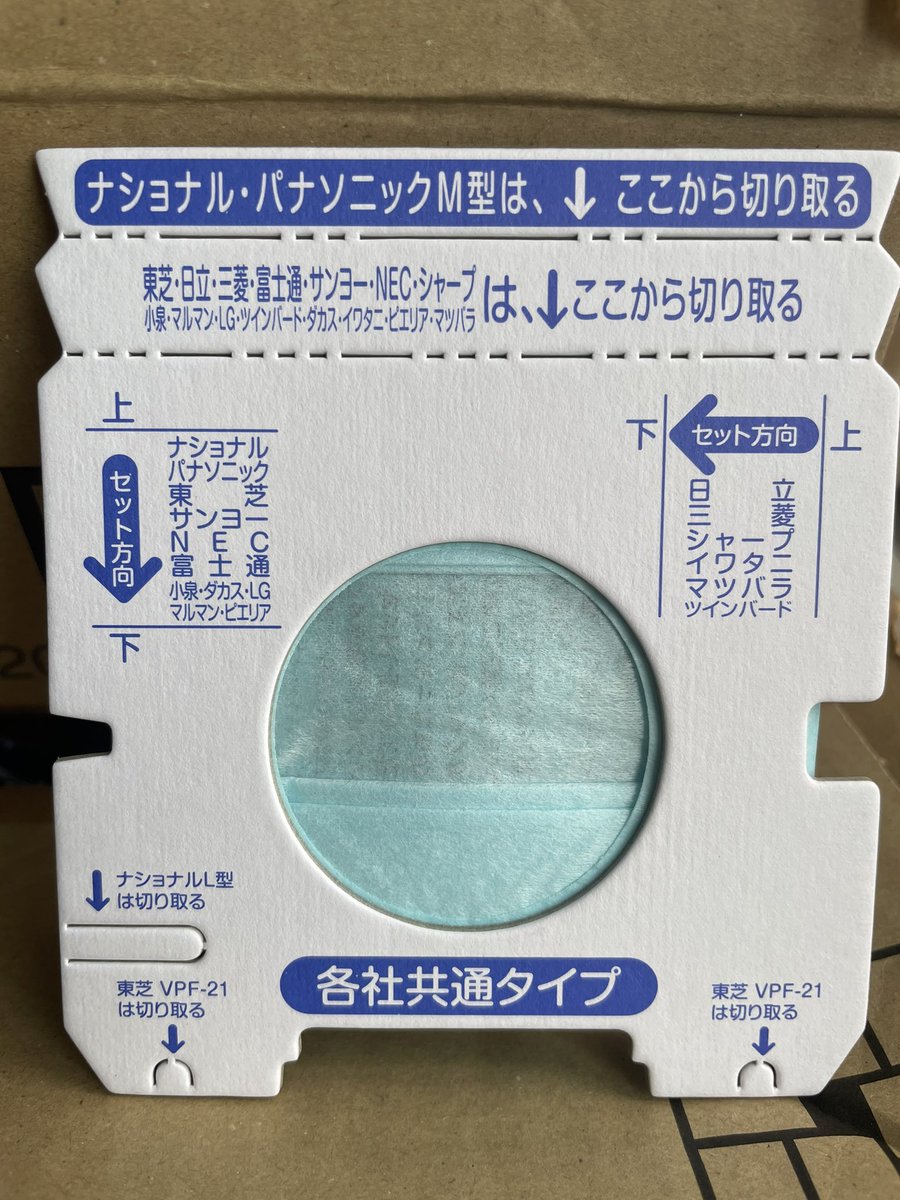 ナショナル・パナソニックM型は、↓ ここから切り取る
東芝・日立・三菱・富士通・サンヨー・NEC・シャープ
小泉・マルマン・LG・ツインバード・ダカス・イワタニ・ピエリア・マツバラ
は、↓ここから切り取る
上
セット方向
ナショナル
パナソニック
東芝
サンヨー
NEC
富士通
小泉・ダカス・LG
マルマン・ピエリア
下
下
セット方向
上
日立
三菱
シャープ
イワタニ
マツバラ
ツインバード
ナショナルL型
は切り取る
各社共通タイプ
東芝 VPF-21
は切り取る
東芝 VPF-21
は切り取る